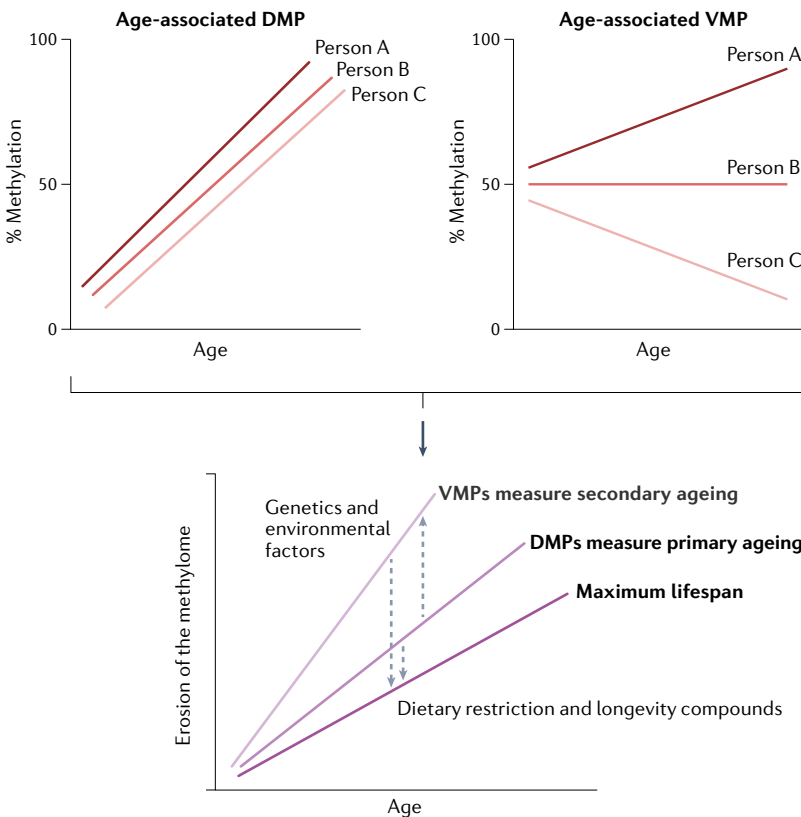 Age-associated DMP
100
50
0
% Methylation
Person A
Person B
Person C
Age
Age-associated VMP
100
50
0
% Methylation
Person A
Person B
Person C
Age
Erosion of the methylome
Genetics and
environmental
factors
VMPs measure secondary ageing
DMPs measure primary ageing
Maximum lifespan
Dietary restriction and longevity compounds
Age